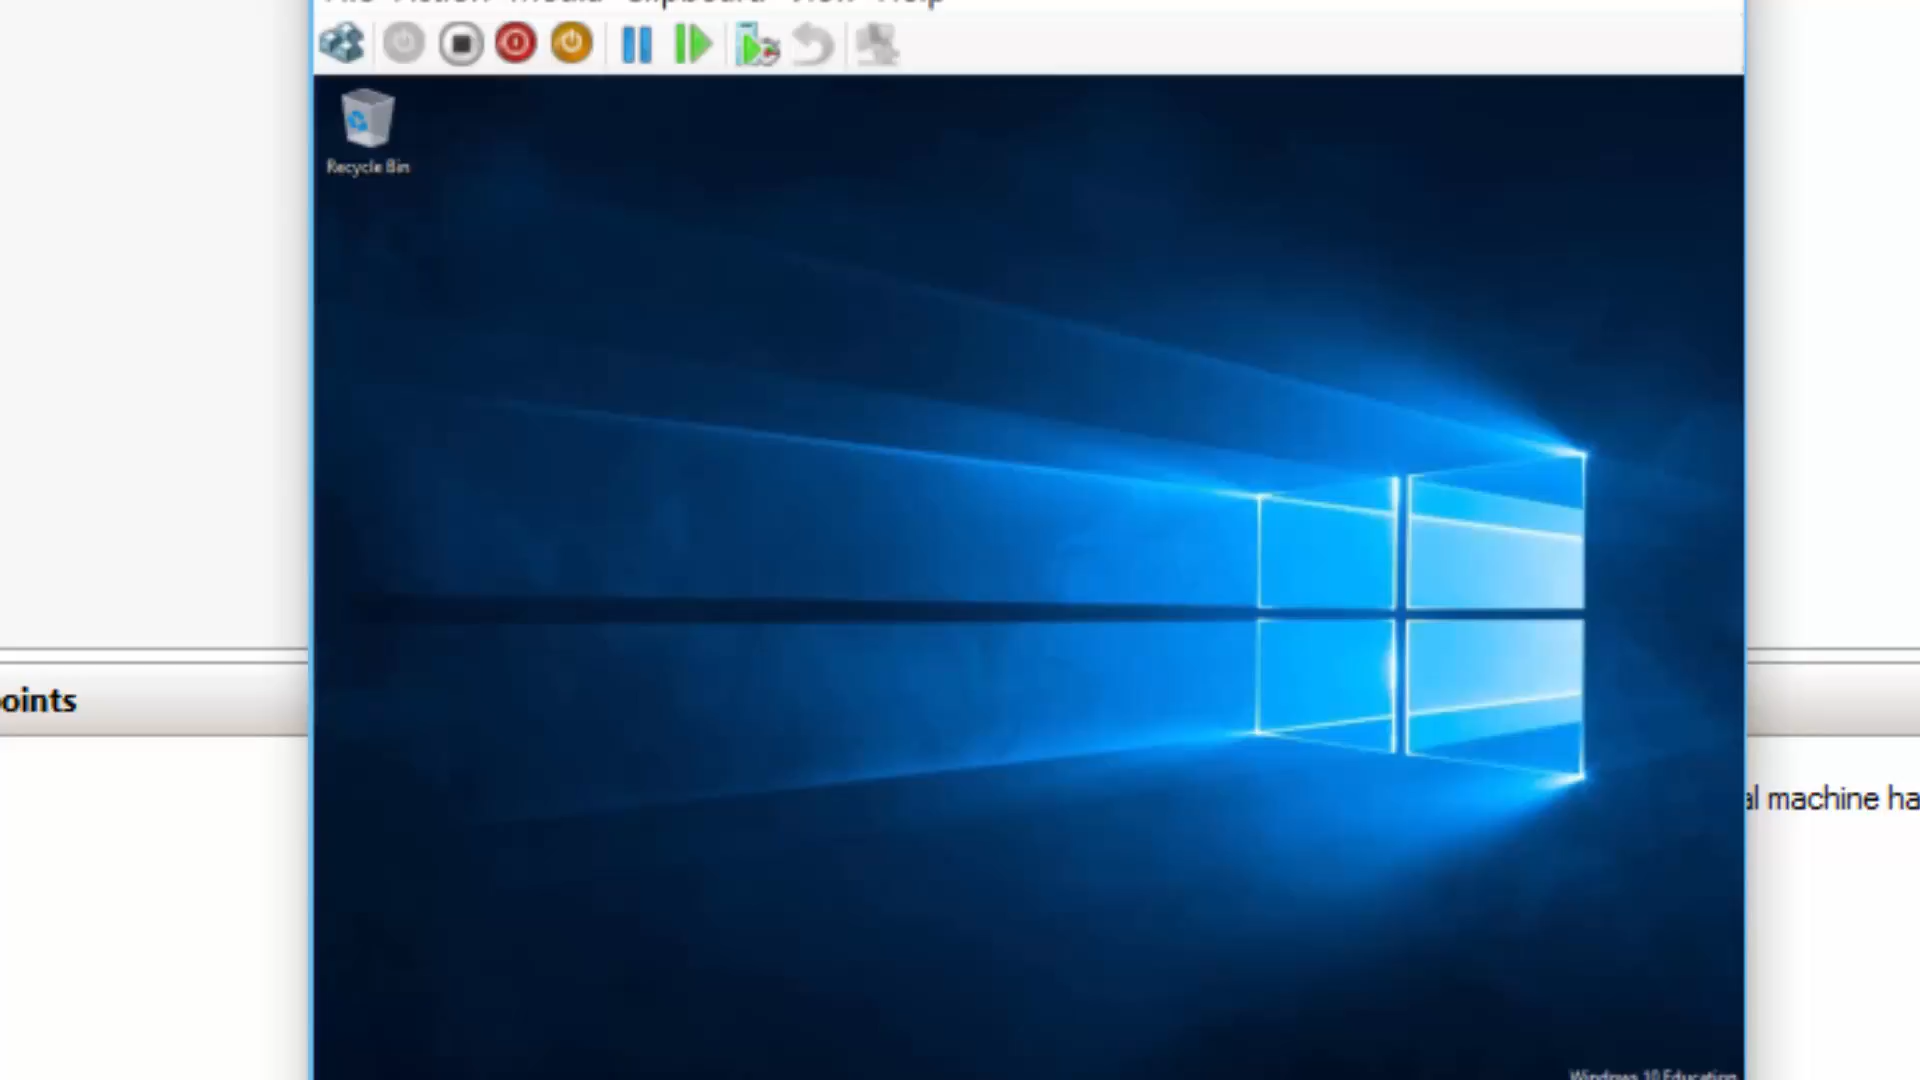 File Action Media Clipboard View Help
Recycle Bin
oints
al machine ha
Windows 10 Education